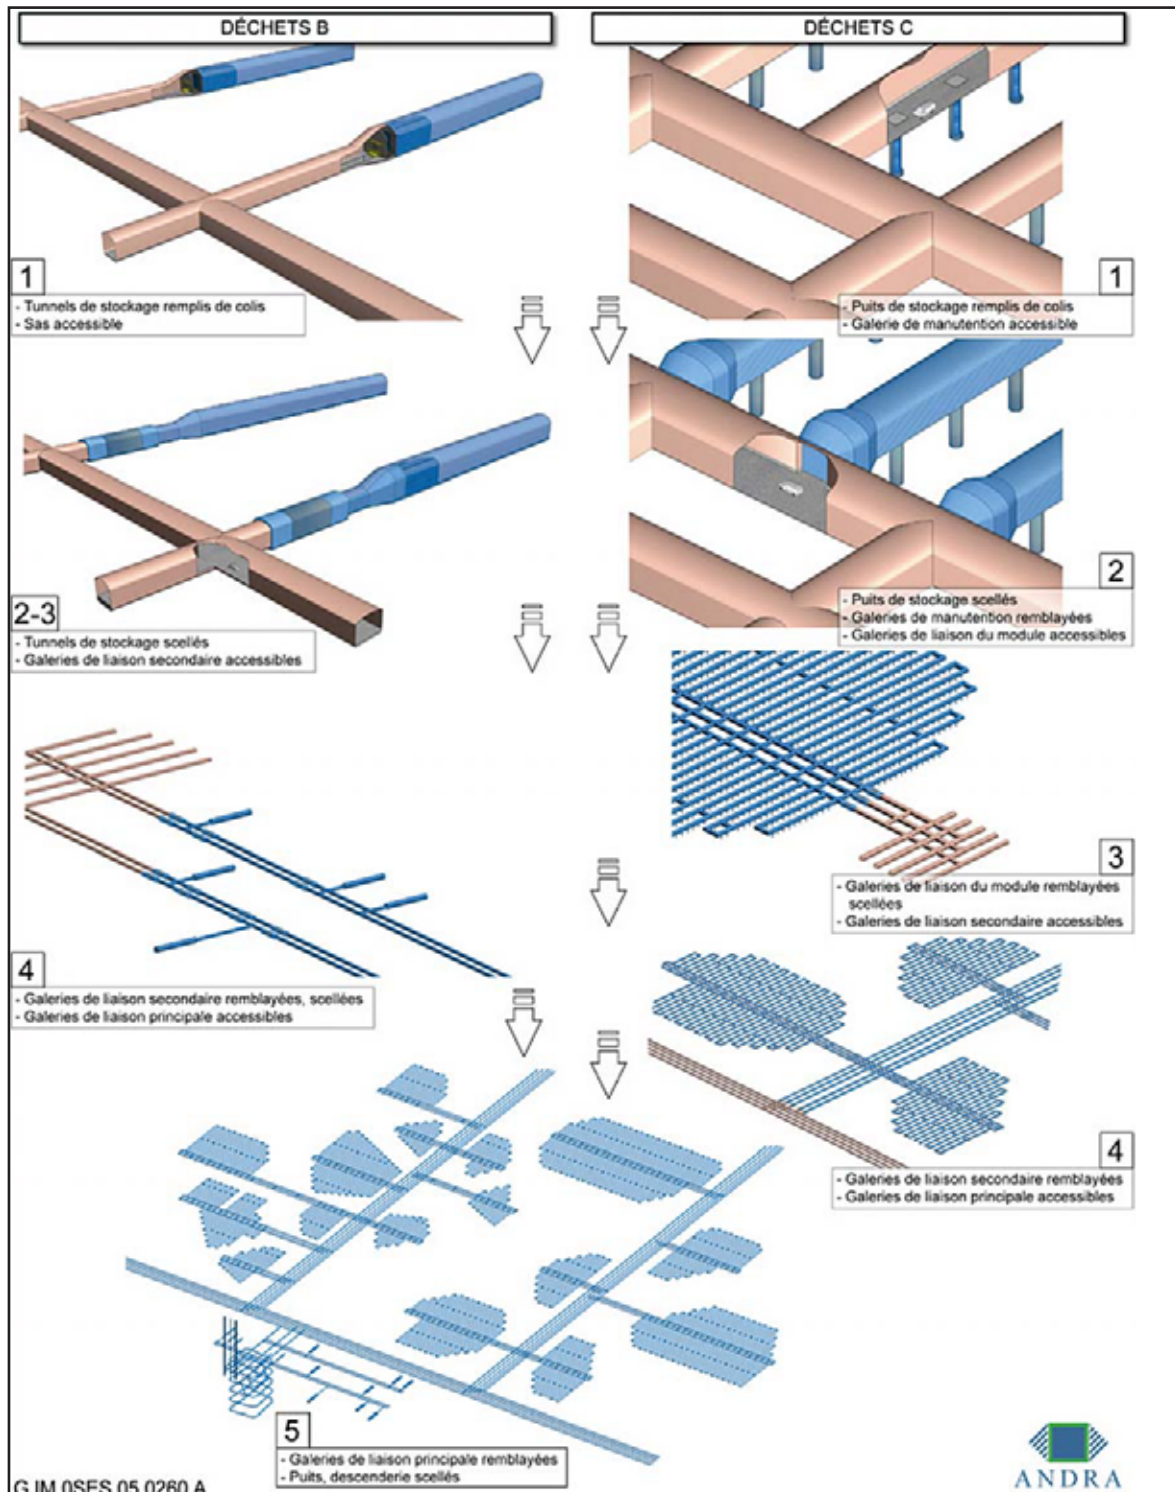 DÉCHETS B
DÉCHETS C
1
- Tunnels de stockage remplis de colis
- Sas accessible
1
- Puits de stockage remplis de colis
- Galerie de manutention accessible
2-3
- Tunnels de stockage scellés
- Galeries de liaison secondaire accessibles
2
- Puits de stockage scellés
- Galeries de manutention remblayées
- Galeries de liaison du module accessibles
3
- Galeries de liaison du module remblayées
scellées
- Galeries de liaison secondaire accessibles
4
- Galeries de liaison secondaire remblayées, scellées
- Galeries de liaison principale accessibles
4
- Galeries de liaison secondaire remblayées
- Galeries de liaison principale accessibles
5
- Galeries de liaison principale remblayées
- Puits, descenderie scellés
G.IM.0SES.05.0260.A
ANDRA